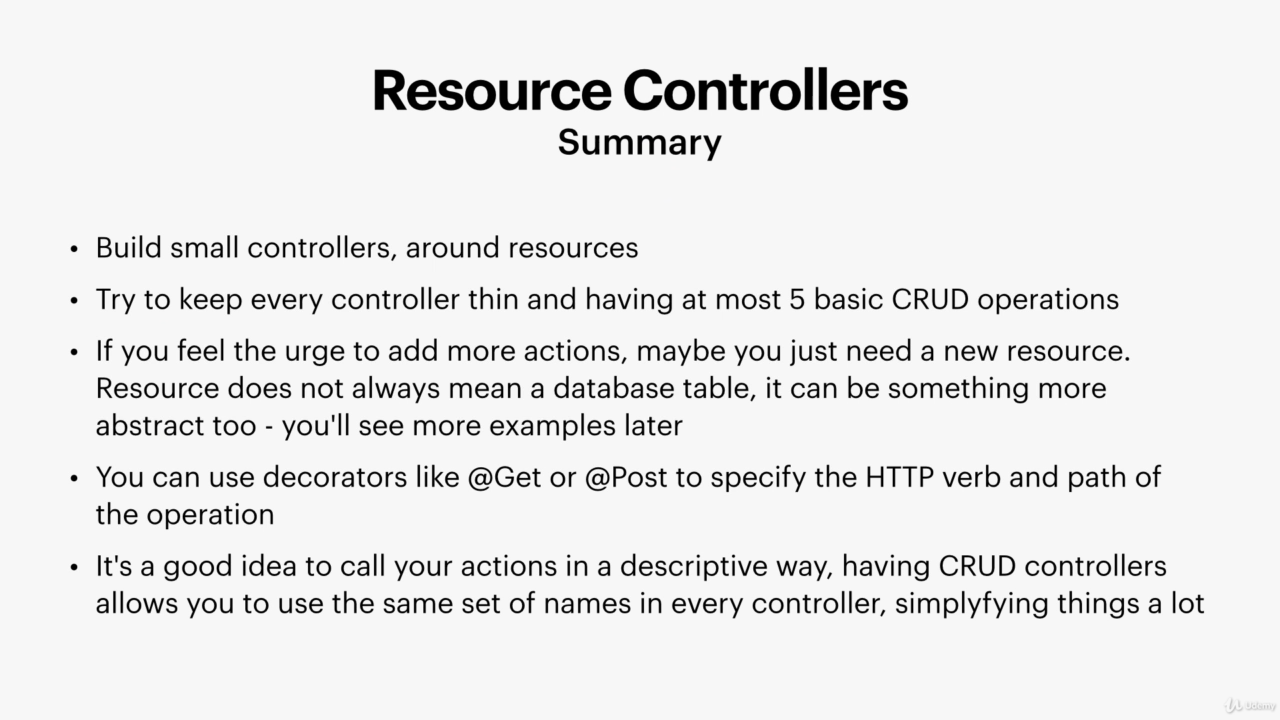 Resource Controllers
Summary
• Build small controllers, around resources
• Try to keep every controller thin and having at most 5 basic CRUD operations
• If you feel the urge to add more actions, maybe you just need a new resource.
Resource does not always mean a database table, it can be something more
abstract too - you'll see more examples later
• You can use decorators like @Get or @Post to specify the HTTP verb and path of
the operation
• It's a good idea to call your actions in a descriptive way, having CRUD controllers
allows you to use the same set of names in every controller, simplyfying things a lot
Udemy